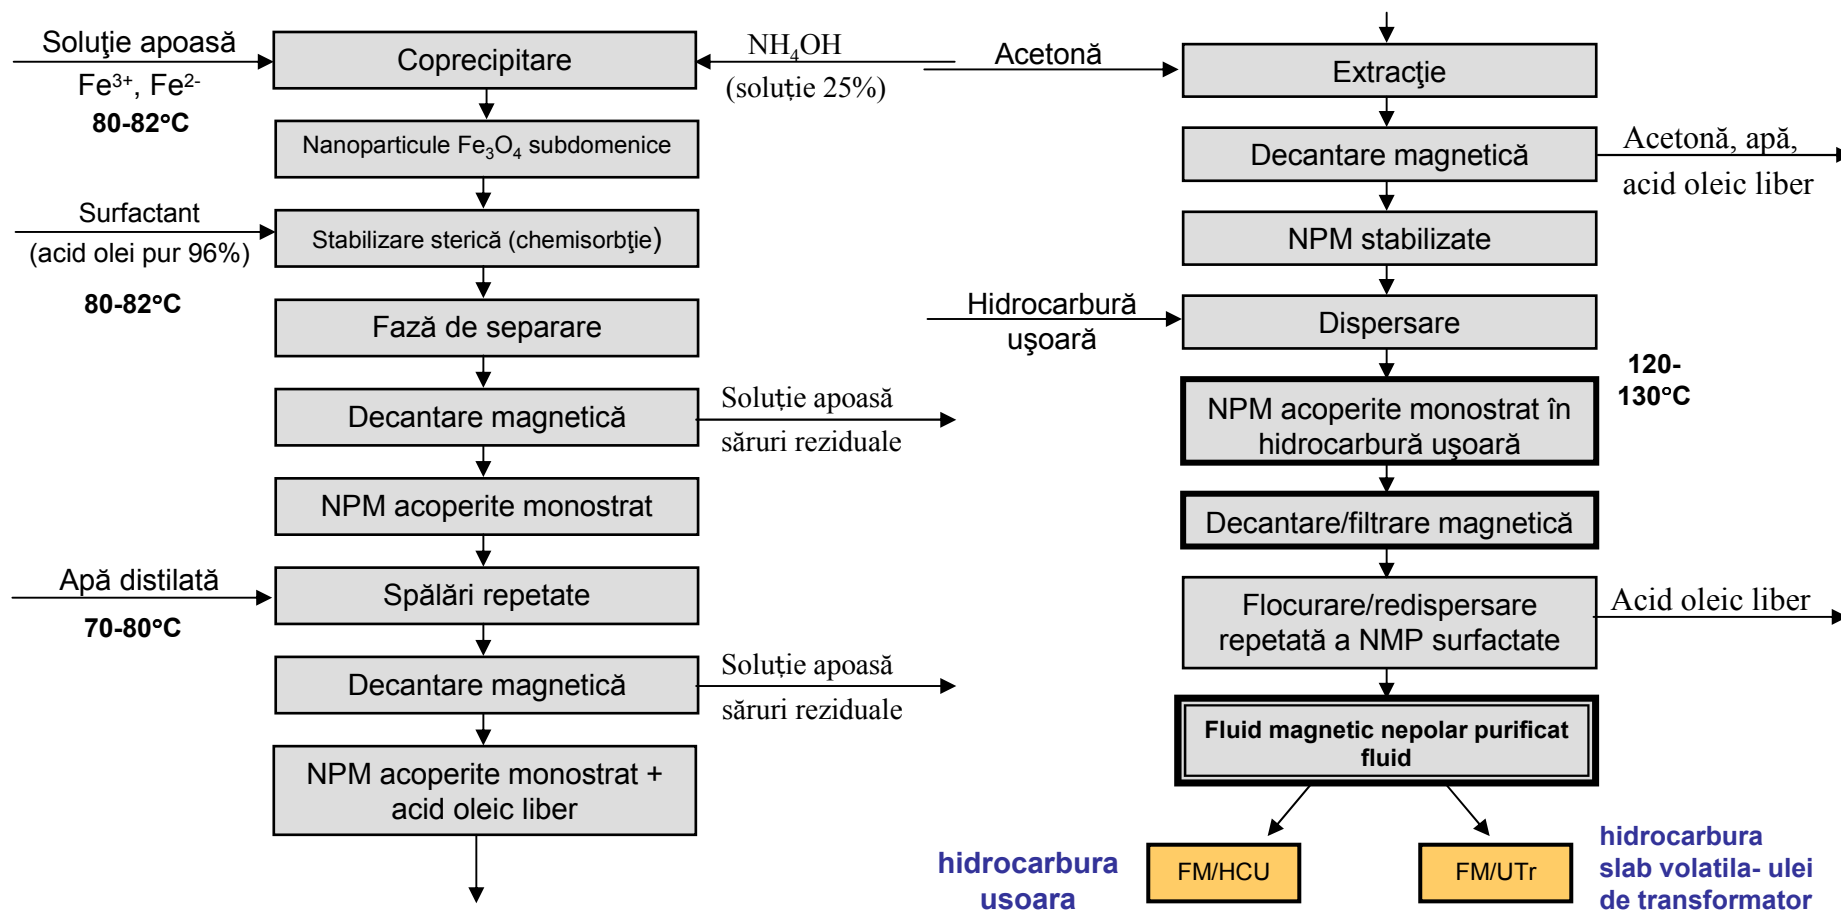 Soluţie apoasă
Fe3+, Fe2-
80-82°C
Coprecipitare
NH4OH
(soluție 25%)
Nanoparticule Fe3O4 subdomenice
Surfactant
(acid olei pur 96%)
80-82°C
Stabilizare sterică (chemisorbţie)
Fază de separare
Decantare magnetică
Soluție apoasă
săruri reziduale
NPM acoperite monostrat
Apă distilată
70-80°C
Spălări repetate
Decantare magnetică
Soluție apoasă
săruri reziduale
NPM acoperite monostrat +
acid oleic liber
Acetonă
Extracţie
Decantare magnetică
Acetonă, apă,
acid oleic liber
NPM stabilizate
Hidrocarbură
uşoară
Dispersare
120-
130°C
NPM acoperite monostrat în
hidrocarbură uşoară
Decantare/filtrare magnetică
Flocurare/redispersare
repetată a NMP surfactate
Acid oleic liber
Fluid magnetic nepolar purificat
fluid
hidrocarbura
usoara
FM/HCU
FM/UTr
hidrocarbura
slab volatila- ulei
de transformator